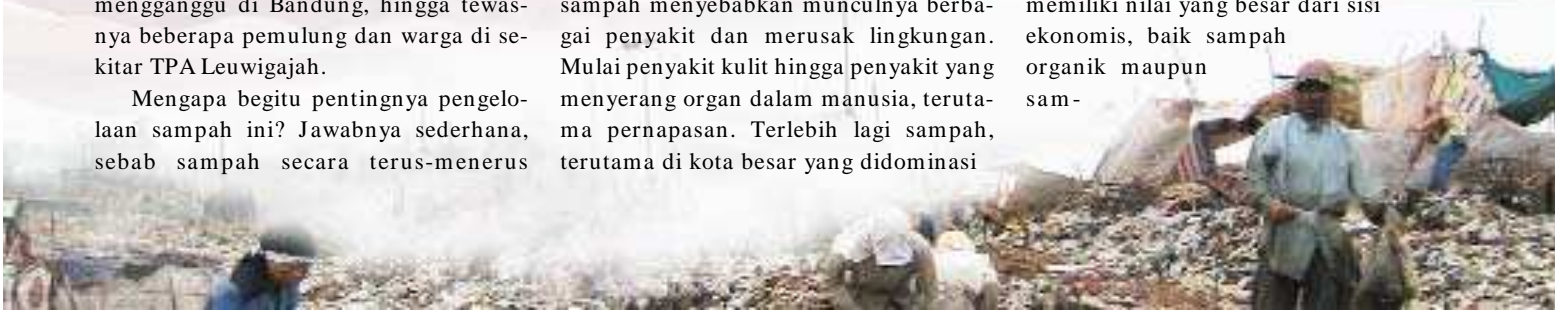 mengganggu di Bandung, hingga tewas-
nya beberapa pemulung dan warga di se-
kitar TPA Leuwigajah.
Mengapa begitu pentingnya pengelo-
laan sampah ini? Jawabnya sederhana,
sebab sampah secara terus-menerus
sampah menyebabkan munculnya berba-
gai penyakit dan merusak lingkungan.
Mulai penyakit kulit hingga penyakit yang
menyerang organ dalam manusia, teruta-
ma pernapasan. Terlebih lagi sampah,
terutama di kota besar yang didominasi
memiliki nilai yang besar dari sisi
ekonomis, baik sampah
organik maupun
sam-